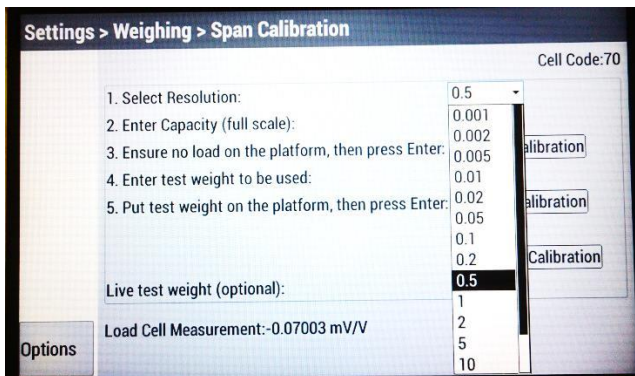 Settings > Weighing > Span Calibration
Cell Code:70
1. Select Resolution:
0.5
2. Enter Capacity (full scale):
3. Ensure no load on the platform, then press Enter:
4. Enter test weight to be used:
5. Put test weight on the platform, then press Enter:
0.001
0.002
0.005
0.01
0.02
0.05
0.1
0.2
0.5
1
2
5
10
Calibration
Live test weight (optional):
Load Cell Measurement:-0.07003 mV/V
Options